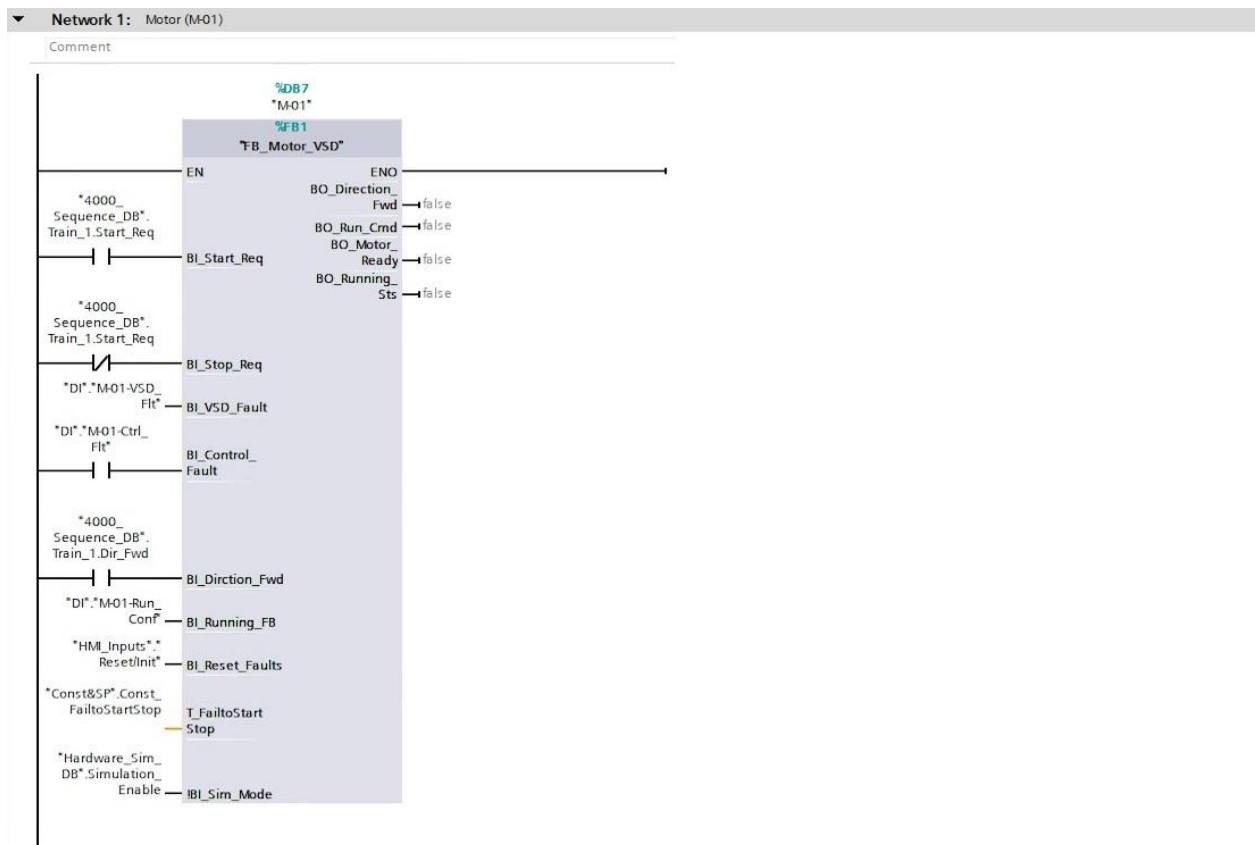 Network 1: Motor (M-01)
Comment
%DB7
"M-01"
%FB1
"FB_Motor_VSD"
EN
ENO
BO_Direction_
Fwd
false
BO_Run_Cmd
false
BO_Motor_
Ready
false
BO_Running_
Sts
false
"4000_
Sequence_DB".
Train_1.Start_Req
BI_Start_Req
"4000_
Sequence_DB".
Train_1.Start_Req
BI_Stop_Req
"DI"."M-01-VSD_
Flt"
BI_VSD_Fault
"DI"."M-01-Ctrl_
Flt"
BI_Control_
Fault
"4000_
Sequence_DB".
Train_1.Dir_Fwd
BI_Dirction_Fwd
"DI"."M-01-Run_
Conf"
BI_Running_FB
"HMI_Inputs"."
Reset/Init"
BI_Reset_Faults
"Const&SP".Const_
FailtoStartStop
T_FailtoStart
Stop
"Hardware_Sim_
DB".Simulation_
Enable
!BI_Sim_Mode